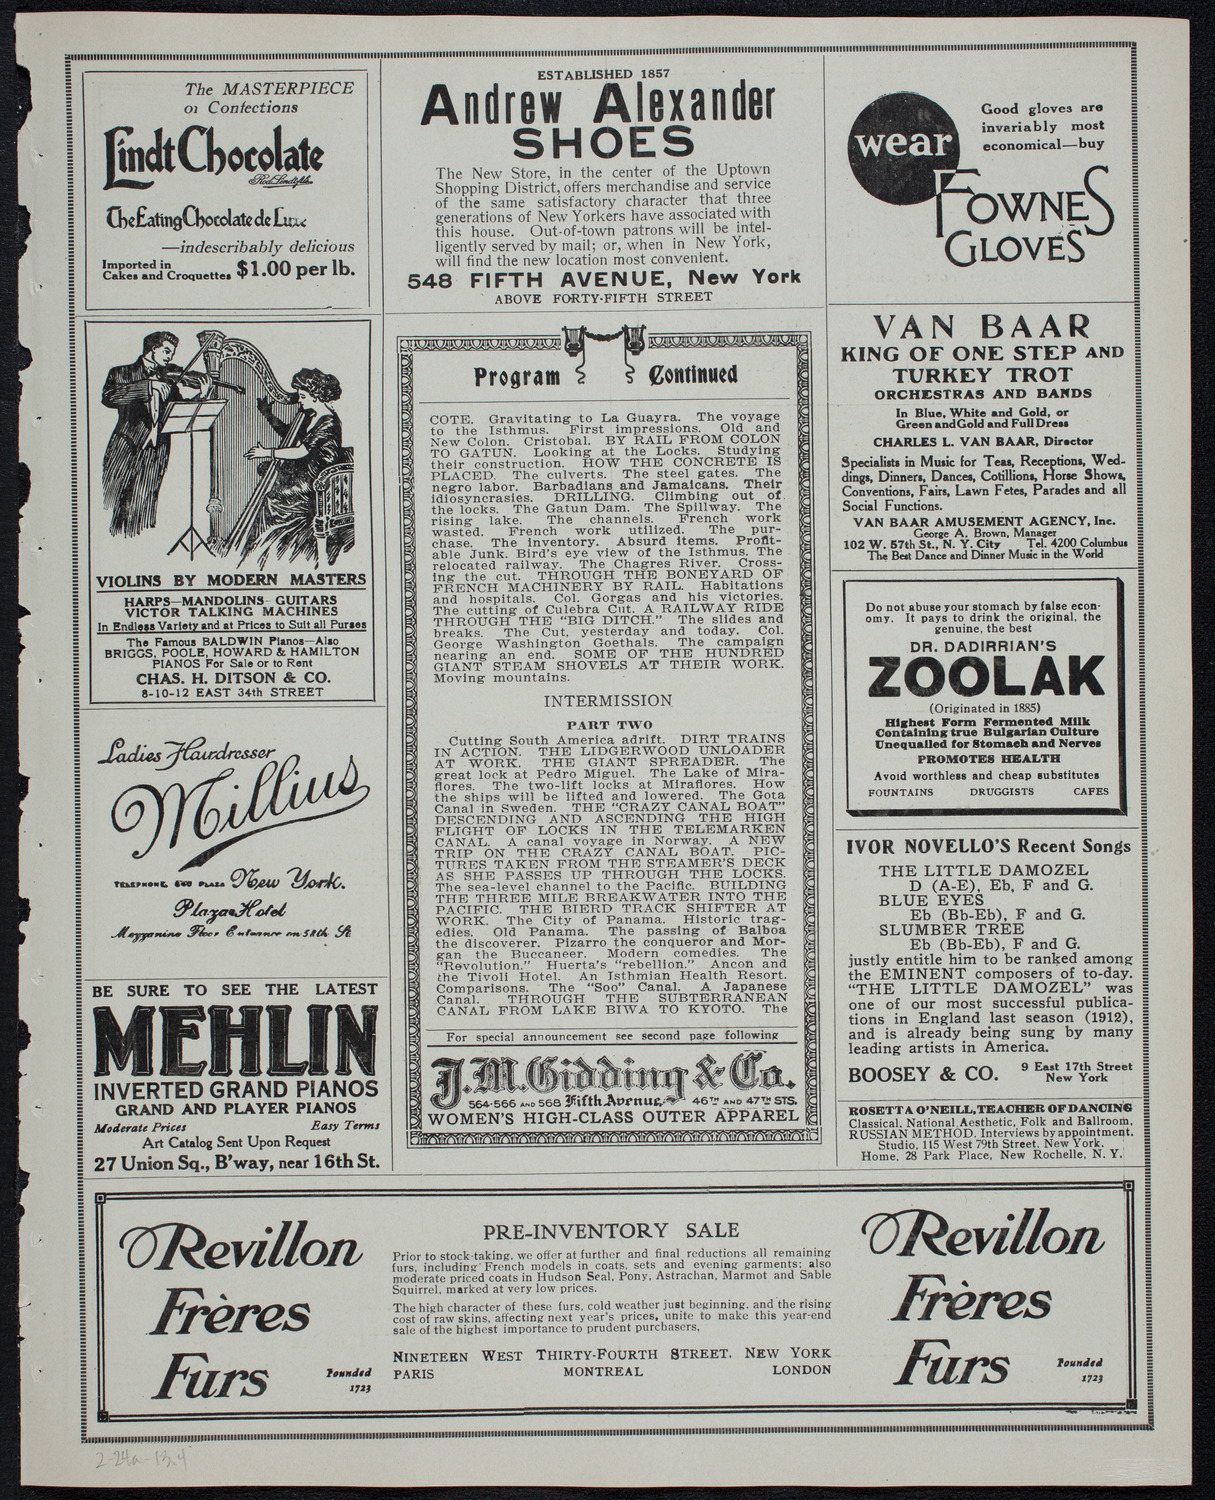 The MASTERPIECE
of Confections
Lindt Chocolate
Rod. Lindt fils
The Eating Chocolate de Luxe
—indescribably delicious
Imported in
Cakes and Croquettes $1.00 per lb.
ESTABLISHED 1857
Andrew Alexander
SHOES
The New Store, in the center of the Uptown
Shopping District, offers merchandise and service
of the same satisfactory character that three
generations of New Yorkers have associated with
this house. Out-of-town patrons will be intel-
ligently served by mail; or, when in New York,
will find the new location most convenient.
548 FIFTH AVENUE, New York
ABOVE FORTY-FIFTH STREET
wear
Good gloves are
invariably most
economical—buy
FOWNES
GLOVES
VIOLINS BY MODERN MASTERS
HARPS—MANDOLINS—GUITARS
VICTOR TALKING MACHINES
In Endless Variety and at Prices to Suit all Purses
The Famous BALDWIN Pianos—Also
BRIGGS, POOLE, HOWARD & HAMILTON
PIANOS For Sale or to Rent
CHAS. H. DITSON & CO.
8-10-12 EAST 34th STREET
Ladies Hairdresser
Millius
TELEPHONE, 640 PLAZA New York.
Plaza Hotel
Mezzanine Floor Entrance on 58th St
BE SURE TO SEE THE LATEST
MEHLIN
INVERTED GRAND PIANOS
GRAND AND PLAYER PIANOS
Moderate Prices Easy Terms
Art Catalog Sent Upon Request
27 Union Sq., B'way, near 16th St.
Program Continued
COTE. Gravitating to La Guayra. The voyage
to the Isthmus. First impressions. Old and
New Colon. Cristobal. BY RAIL FROM COLON
TO GATUN. Looking at the Locks. Studying
their construction. HOW THE CONCRETE IS
PLACED. The culverts. The steel gates. The
negro labor. Barbadians and Jamaicans. Their
idiosyncrasies. DRILLING. Climbing out of
the locks. The Gatun Dam. The Spillway. The
rising lake. The channels. French work
wasted. French work utilized. The pur-
chase. The inventory. Absurd items. Profit-
able Junk. Bird's eye view of the Isthmus. The
relocated railway. The Chagres River. Cross-
ing the cut. THROUGH THE BONEYARD OF
FRENCH MACHINERY BY RAIL. Habitations
and hospitals. Col. Gorgas and his victories.
The cutting of Culebra Cut. A RAILWAY RIDE
THROUGH THE "BIG DITCH." The slides and
breaks. The Cut, yesterday and today. Col.
George Washington Goethals. The campaign
nearing an end. SOME OF THE HUNDRED
GIANT STEAM SHOVELS AT THEIR WORK.
Moving mountains.
INTERMISSION
PART TWO
Cutting South America adrift. DIRT TRAINS
IN ACTION. THE LIDGERWOOD UNLOADER
AT WORK. THE GIANT SPREADER. The
great lock at Pedro Miguel. The Lake of Mira-
flores. The two-lift locks at Miraflores. How
the ships will be lifted and lowered. The Gota
Canal in Sweden. THE "CRAZY CANAL BOAT"
DESCENDING AND ASCENDING THE HIGH
FLIGHT OF LOCKS IN THE TELEMARKEN
CANAL. A canal voyage in Norway. A NEW
TRIP ON THE CRAZY CANAL BOAT. PIC-
TURES TAKEN FROM THE STEAMER'S DECK
AS SHE PASSES UP THROUGH THE LOCKS.
The sea-level channel to the Pacific. BUILDING
THE THREE MILE BREAKWATER INTO THE
PACIFIC. THE BIERD TRACK SHIFTER AT
WORK. The City of Panama. Historic trag-
edies. Old Panama. The passing of Balboa
the discoverer. Pizarro the conqueror and Mor-
gan the Buccaneer. Modern comedies. The
"Revolution." Huerta's "rebellion." Ancon and
the Tivoli Hotel. An Isthmian Health Resort.
Comparisons. The "Soo" Canal. A Japanese
Canal. THROUGH THE SUBTERRANEAN
CANAL FROM LAKE BIWA TO KYOTO. The
For special announcement see second page following
J. M. Gidding & Co.
564-566 AND 568 Fifth Avenue 46TH AND 47TH STS.
WOMEN'S HIGH-CLASS OUTER APPAREL
VAN BAAR
KING OF ONE STEP AND
TURKEY TROT
ORCHESTRAS AND BANDS
In Blue, White and Gold, or
Green and Gold and Full Dress
CHARLES L. VAN BAAR, Director
Specialists in Music for Teas, Receptions, Wed-
dings, Dinners, Dances, Cotillions, Horse Shows,
Conventions, Fairs, Lawn Fetes, Parades and all
Social Functions.
VAN BAAR AMUSEMENT AGENCY, Inc.
George A. Brown, Manager
102 W. 57th St., N. Y. City Tel. 4200 Columbus
The Best Dance and Dinner Music in the World
Do not abuse your stomach by false econ-
omy. It pays to drink the original, the
genuine, the best
DR. DADIRRIAN'S
ZOOLAK
(Originated in 1885)
Highest Form Fermented Milk
Containing true Bulgarian Culture
Unequalled for Stomach and Nerves
PROMOTES HEALTH
Avoid worthless and cheap substitutes
FOUNTAINS DRUGGISTS CAFES
IVOR NOVELLO'S Recent Songs
THE LITTLE DAMOZEL
D (A-E), Eb, F and G.
BLUE EYES
Eb (Bb-Eb), F and G.
SLUMBER TREE
Eb (Bb-Eb), F and G.
justly entitle him to be ranked among
the EMINENT composers of to-day.
"THE LITTLE DAMOZEL" was
one of our most successful publica-
tions in England last season (1912),
and is already being sung by many
leading artists in America.
BOOSEY & CO. 9 East 17th Street
New York
ROSETTA O'NEILL, TEACHER OF DANCING
Classical, National Aesthetic, Folk and Ballroom,
RUSSIAN METHOD. Interviews by appointment.
Studio, 115 West 79th Street, New York.
Home, 28 Park Place, New Rochelle, N. Y.
Revillon
Frères
Furs
Founded
1723
PRE-INVENTORY SALE
Prior to stock-taking, we offer at further and final reductions all remaining
furs, including French models in coats, sets and evening garments; also
moderate priced coats in Hudson Seal, Pony, Astrachan, Marmot and Sable
Squirrel, marked at very low prices.
The high character of these furs, cold weather just beginning, and the rising
cost of raw skins, affecting next year's prices, unite to make this year-end
sale of the highest importance to prudent purchasers.
NINETEEN WEST THIRTY-FOURTH STREET, NEW YORK
PARIS MONTREAL LONDON
Revillon
Frères
Furs
Founded
1723
2-24a-13.4